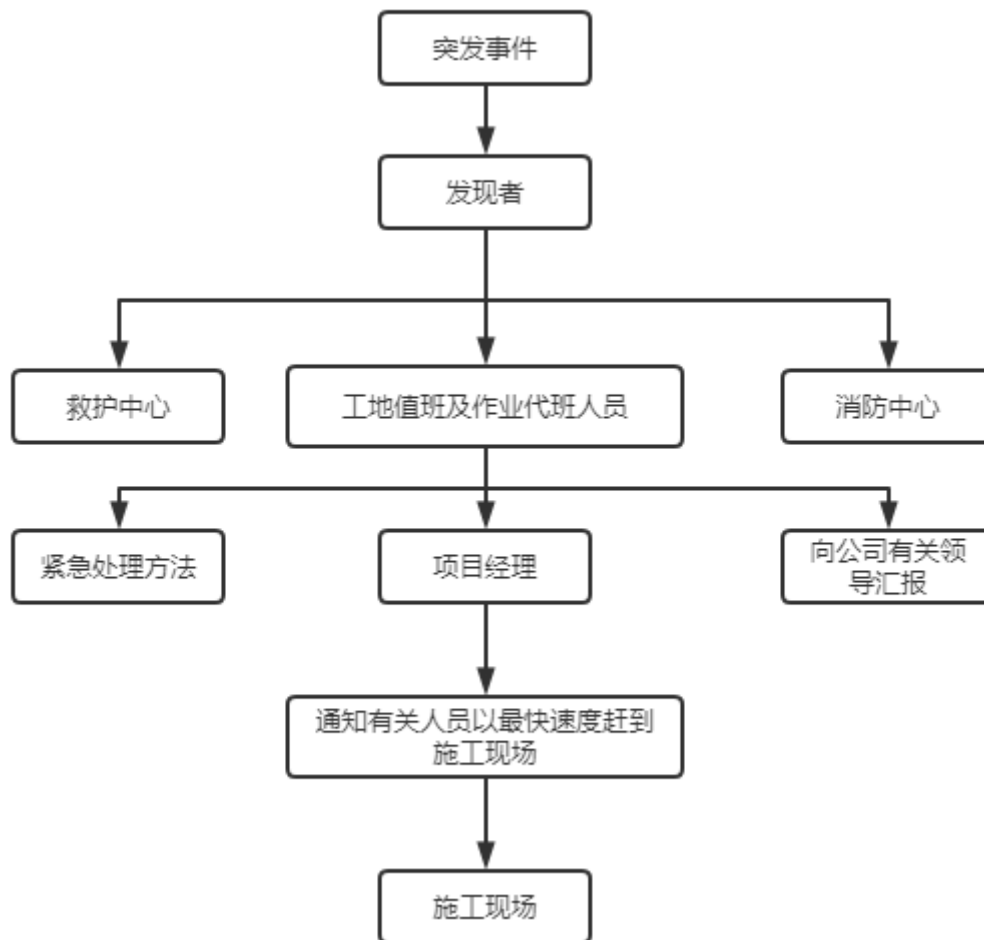 突发事件
发现者
救护中心
工地值班及作业代班人员
消防中心
紧急处理方法
项目经理
向公司有关领
导汇报
通知有关人员以最快速度赶到
施工现场
施工现场